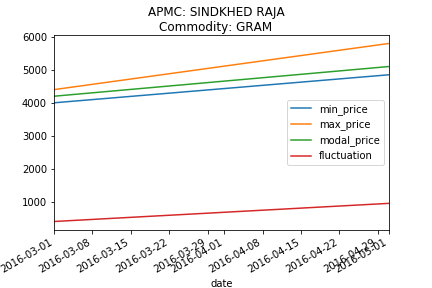 APMC: SINDKHED RAJA
Commodity: GRAM
6000
5000
4000
3000
2000
1000
min_price
max_price
modal_price
fluctuation
2016-03-01
2016-03-08
2016-03-15
2016-03-22
2016-03-29
2016-04-01
2016-04-08
2016-04-15
2016-04-22
2016-04-29
2016-05-01
date